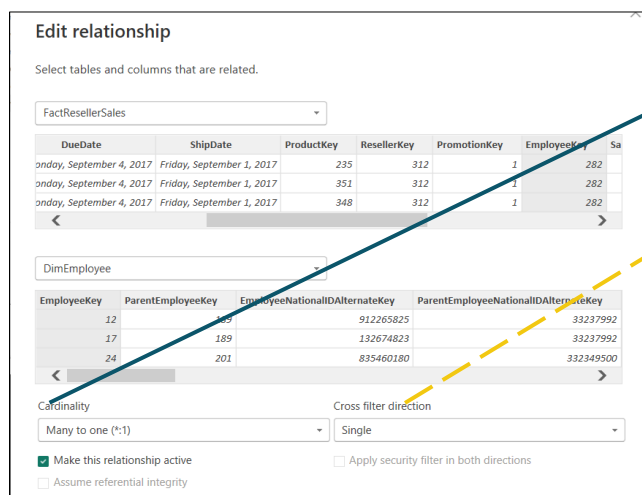 Edit relationship
Select tables and columns that are related.
FactResellerSales
DueDate ShipDate ProductKey ResellerKey PromotionKey EmployeeKey Sa
onday, September 4, 2017 Friday, September 1, 2017 235 312 1 282
onday, September 4, 2017 Friday, September 1, 2017 351 312 1 282
onday, September 4, 2017 Friday, September 1, 2017 348 312 1 282
DimEmployee
EmployeeKey ParentEmployeeKey EmployeeNationalIDAlternateKey ParentEmployeeNationalIDAlternateKey
12 189 912265825 33237992
17 189 132674823 33237992
24 201 835460180 332349500
Cardinality Cross filter direction
Many to one (*:1) Single
Make this relationship active Apply security filter in both directions
Assume referential integrity